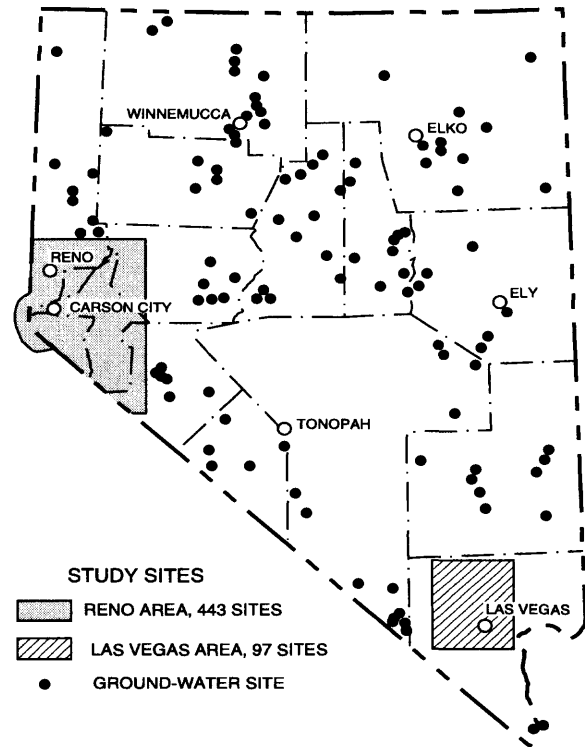 WINNEMUCCA
ELKO
RENO
CARSON CITY
ELY
TONOPAH
STUDY SITES
RENO AREA, 443 SITES
LAS VEGAS
LAS VEGAS AREA, 97 SITES
GROUND-WATER SITE